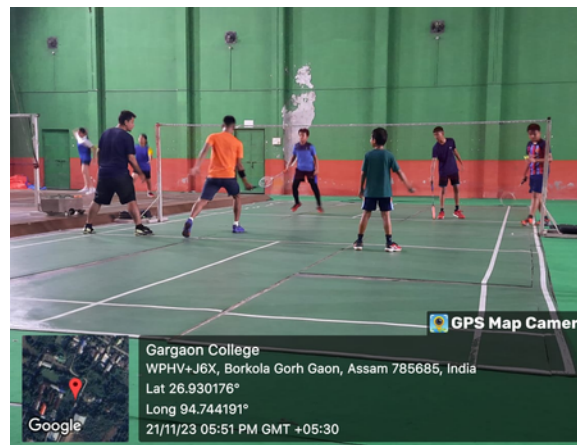 GPS Map Camera
Gargaon College
WPHV+J6X, Borkola Gorh Gaon, Assam 785685, India
Lat 26.930176°
Long 94.744191°
21/11/23 05:51 PM GMT +05:30
Google